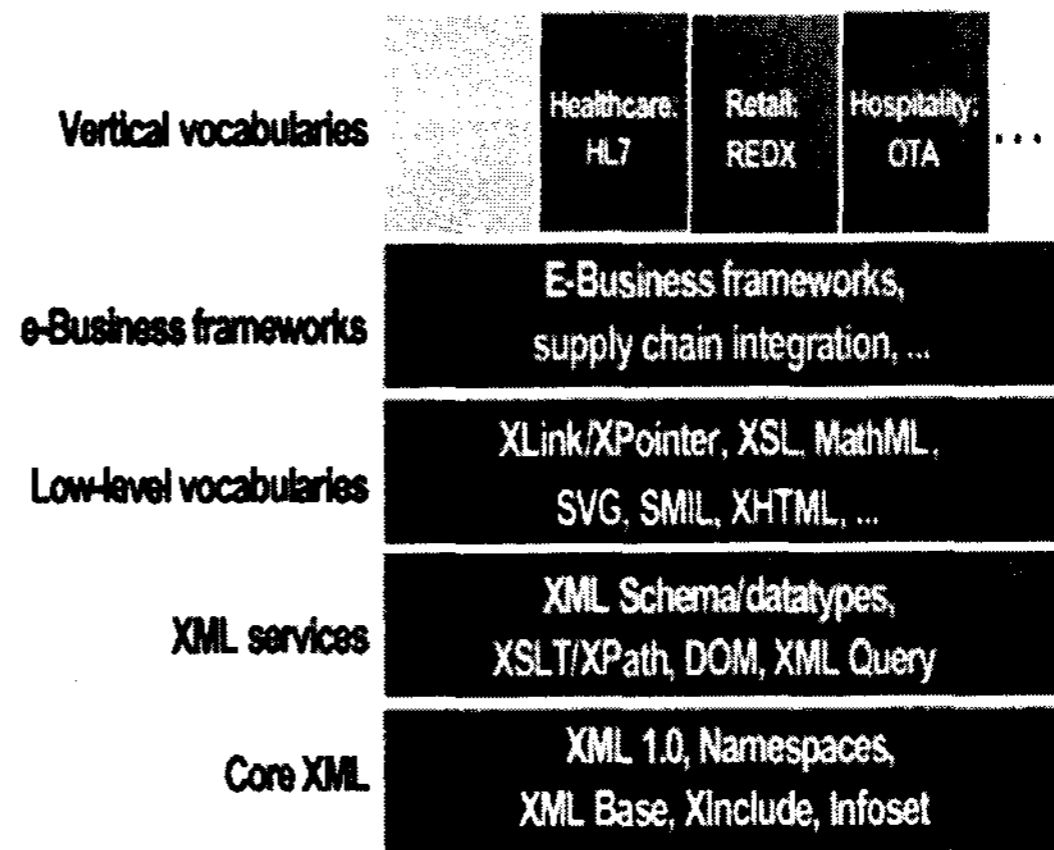 Vertical vocabularies
Healthcare:
HL7
Retail:
REDX
Hospitality:
OTA
...
e-Business frameworks
E-Business frameworks,
supply chain integration, ...
Low-level vocabularies
XLink/XPointer, XSL, MathML,
SVG, SMIL, XHTML, ...
XML services
XML Schema/datatypes,
XSLT/XPath, DOM, XML Query
Core XML
XML 1.0, Namespaces,
XML Base, XInclude, Infoset